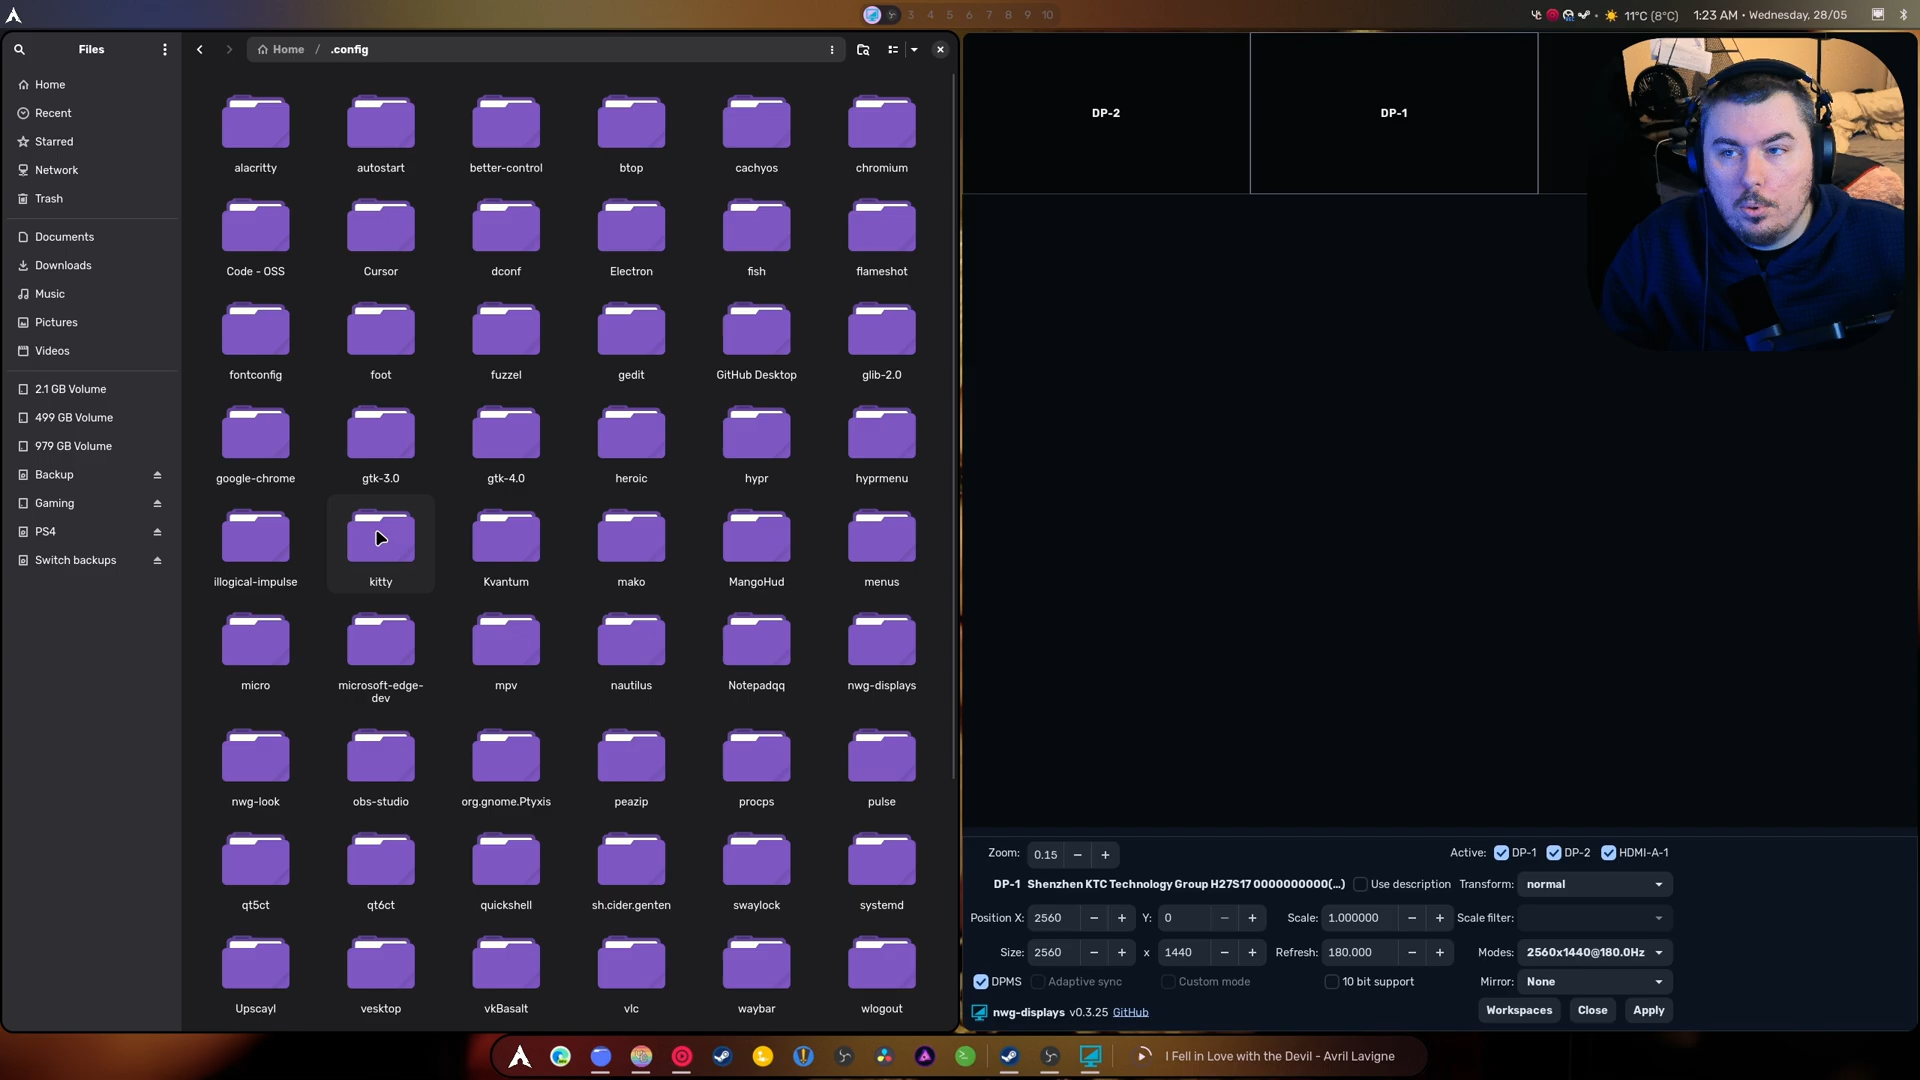 3 4 5 6 7 8 9 10
11°C (8°C)
1:23 AM • Wednesday, 28/05
Files
Home / .config
Home
Recent
Starred
Network
Trash
Documents
Downloads
Music
Pictures
Videos
2.1 GB Volume
499 GB Volume
979 GB Volume
Backup
Gaming
PS4
Switch backups
alacritty autostart better-control btop cachyos chromium
Code - OSS Cursor dconf Electron fish flameshot
fontconfig foot fuzzel gedit GitHub Desktop glib-2.0
google-chrome gtk-3.0 gtk-4.0 heroic hypr hyprmenu
illogical-impulse kitty Kvantum mako MangoHud menus
micro microsoft-edge- mpv nautilus Notepadqq nwg-displays
dev
nwg-look obs-studio org.gnome.Ptyxis peazip procps pulse
qt5ct qt6ct quickshell sh.cider.genten swaylock systemd
Upscayl vesktop vkBasalt vlc waybar wlogout
DP-2
DP-1
Zoom: 0.15 − + Active: DP-1 DP-2 HDMI-A-1
DP-1 Shenzhen KTC Technology Group H27S17 0000000000(...) Use description Transform: normal
Position X: 2560 − + Y: 0 − + Scale: 1.000000 − + Scale filter:
Size: 2560 − + x 1440 − + Refresh: 180.000 − + Modes: 2560x1440@180.0Hz
DPMS Adaptive sync Custom mode 10 bit support Mirror: None
nwg-displays v0.3.25 GitHub Workspaces Close Apply
I Fell in Love with the Devil - Avril Lavigne